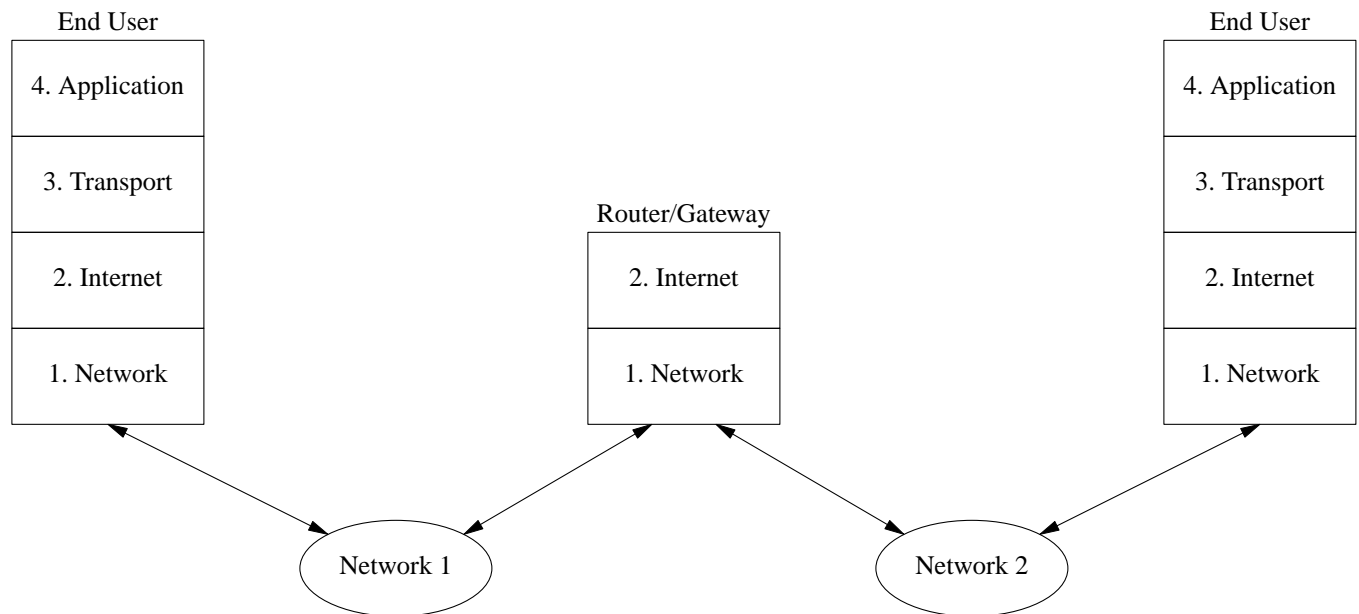 End User
4. Application
3. Transport
2. Internet
1. Network
Router/Gateway
2. Internet
1. Network
End User
4. Application
3. Transport
2. Internet
1. Network
Network 1
Network 2